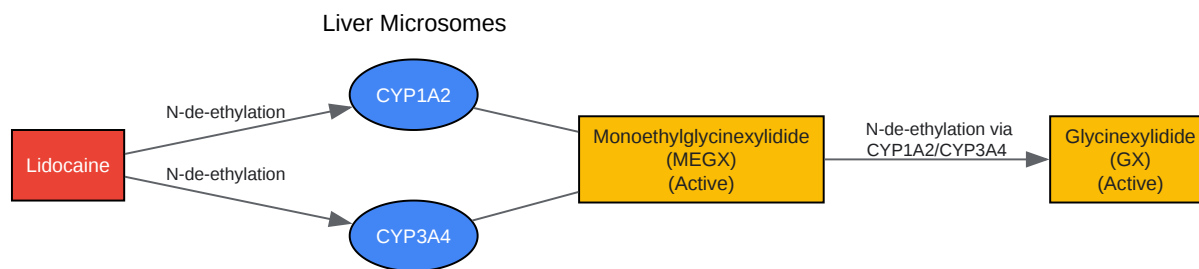 Liver Microsomes
Lidocaine
N-de-ethylation
N-de-ethylation
CYP1A2
CYP3A4
Monoethylglycinexylidide
(MEGX)
(Active)
N-de-ethylation via
CYP1A2/CYP3A4
Glycinexylidide
(GX)
(Active)